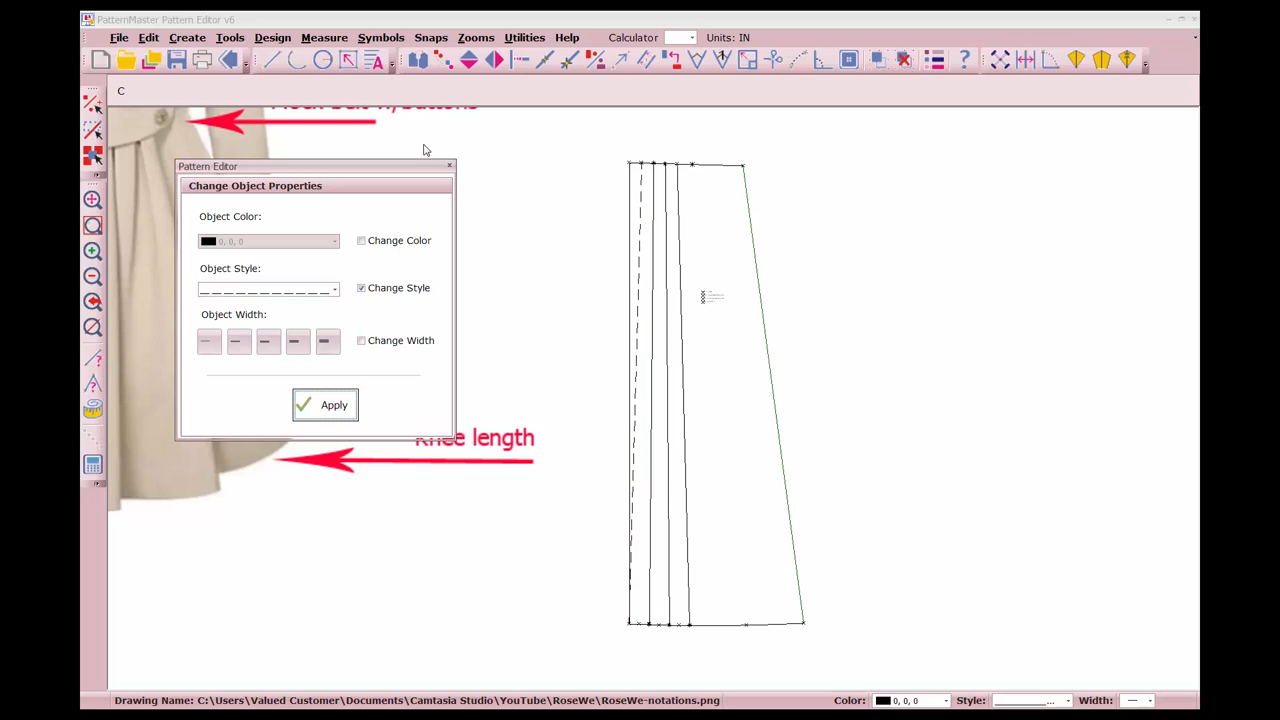 PatternMaster Pattern Editor v6
File Edit Create Tools Design Measure Symbols Snaps Zooms Utilities Help Calculator Units: IN
C
Pattern Editor
Change Object Properties
Object Color:
0, 0, 0 Change Color
Object Style:
Change Style
Object Width:
Change Width
Apply
Knee length
Drawing Name: C:\Users\Valued Customer\Documents\Camtasia Studio\YouTube\RoseWe\RoseWe-notations.png Color: 0, 0, 0 Style: Width: